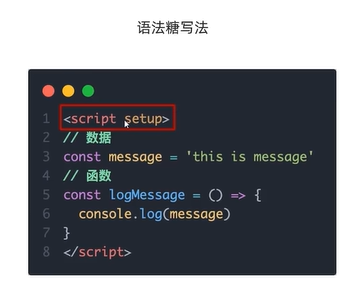 语法糖写法
1 <script setup>
2 // 数据
3 const message = 'this is message'
4 // 函数
5 const logMessage = () => {
6   console.log(message)
7 }
8 </script>